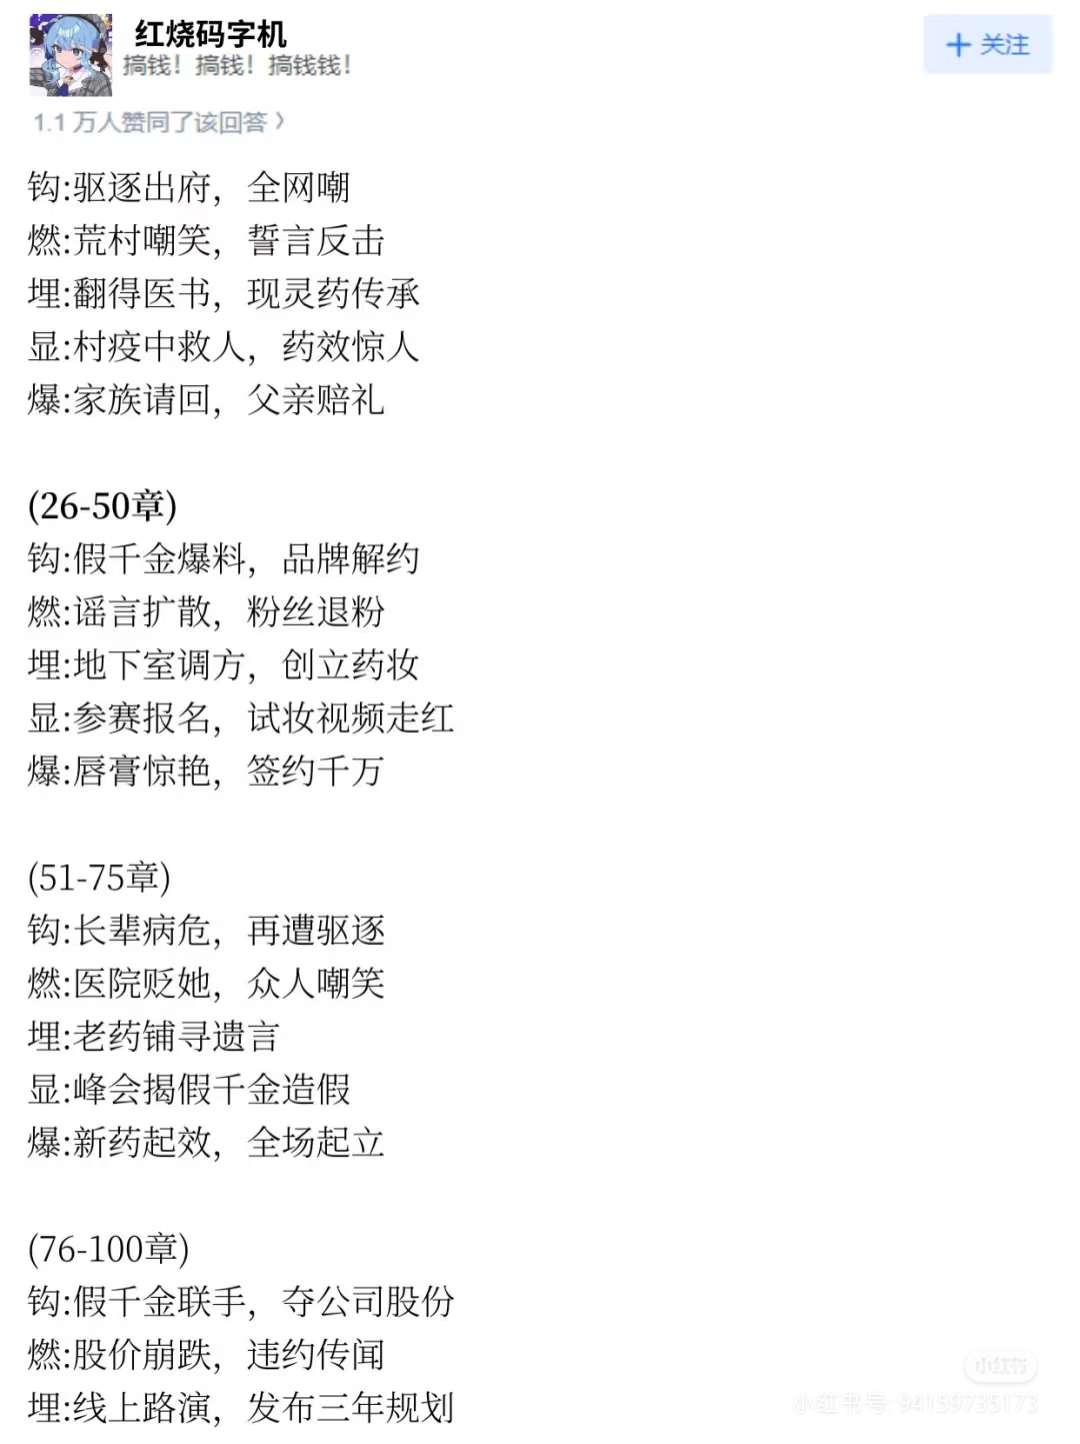 红烧码字机
搞钱！搞钱！搞钱钱！
+ 关注
1.1 万人赞同了该回答 >
钩:驱逐出府，全网嘲
燃:荒村嘲笑，誓言反击
埋:翻得医书，现灵药传承
显:村疫中救人，药效惊人
爆:家族请回，父亲赔礼
(26-50章)
钩:假千金爆料，品牌解约
燃:谣言扩散，粉丝退粉
埋:地下室调方，创立药妆
显:参赛报名，试妆视频走红
爆:唇膏惊艳，签约千万
(51-75章)
钩:长辈病危，再遭驱逐
燃:医院贬她，众人嘲笑
埋:老药铺寻遗言
显:峰会揭假千金造假
爆:新药起效，全场起立
(76-100章)
钩:假千金联手，夺公司股份
燃:股价崩跌，违约传闻
埋:线上路演，发布三年规划
小红书
小红书号: 94159735173